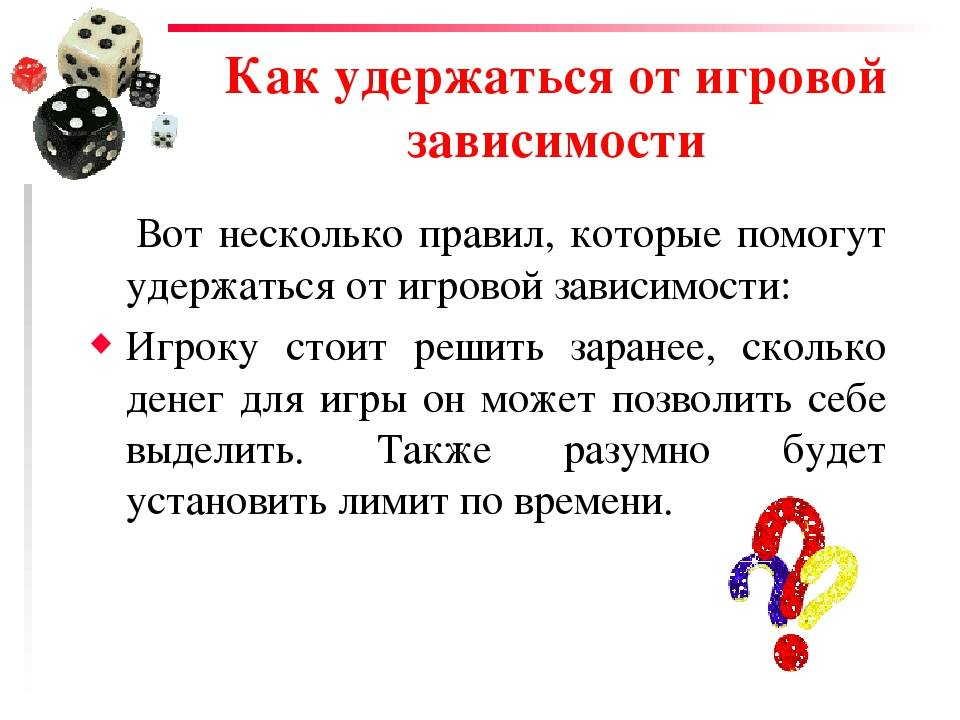 Как удержаться от игровой
зависимости
Вот несколько правил, которые помогут
удержаться от игровой зависимости:
Игроку стоит решить заранее, сколько
денег для игры он может позволить себе
выделить. Также разумно будет
установить лимит по времени.